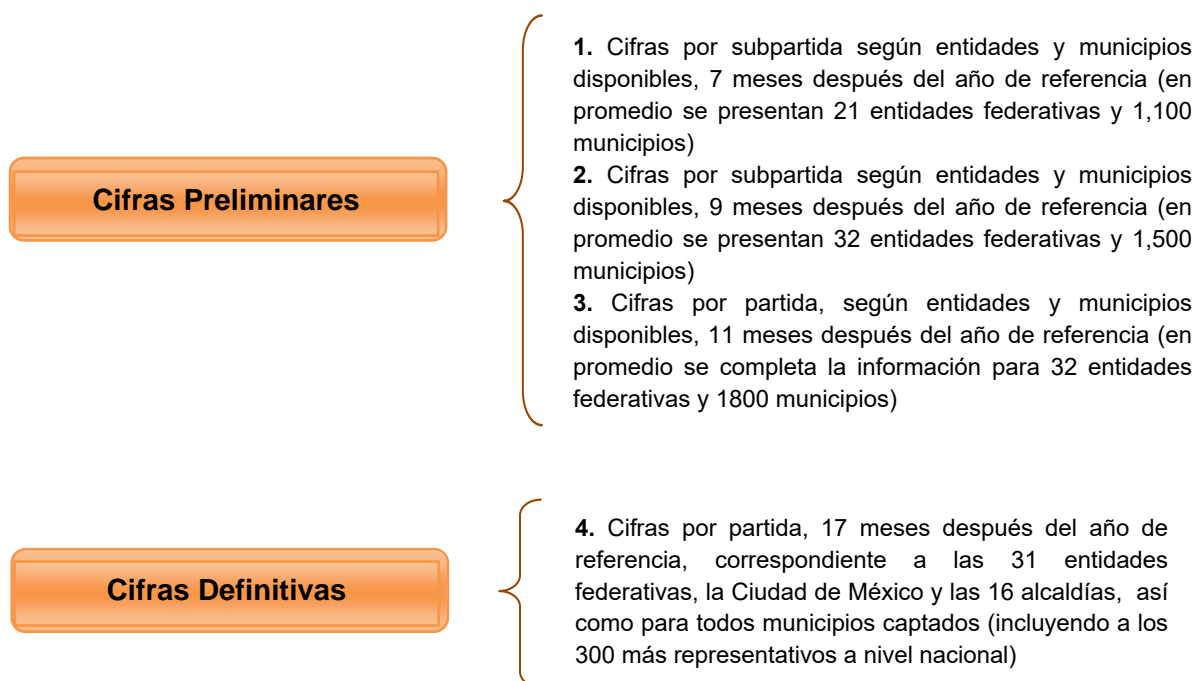 Cifras Preliminares
1. Cifras por subpartida según entidades y municipios
disponibles, 7 meses después del año de referencia (en
promedio se presentan 21 entidades federativas y 1,100
municipios)
2. Cifras por subpartida según entidades y municipios
disponibles, 9 meses después del año de referencia (en
promedio se presentan 32 entidades federativas y 1,500
municipios)
3. Cifras por partida, según entidades y municipios
disponibles, 11 meses después del año de referencia (en
promedio se completa la información para 32 entidades
federativas y 1800 municipios)
Cifras Definitivas
4. Cifras por partida, 17 meses después del año de
referencia, correspondiente a las 31 entidades
federativas, la Ciudad de México y las 16 alcaldías, así
como para todos municipios captados (incluyendo a los
300 más representativos a nivel nacional)